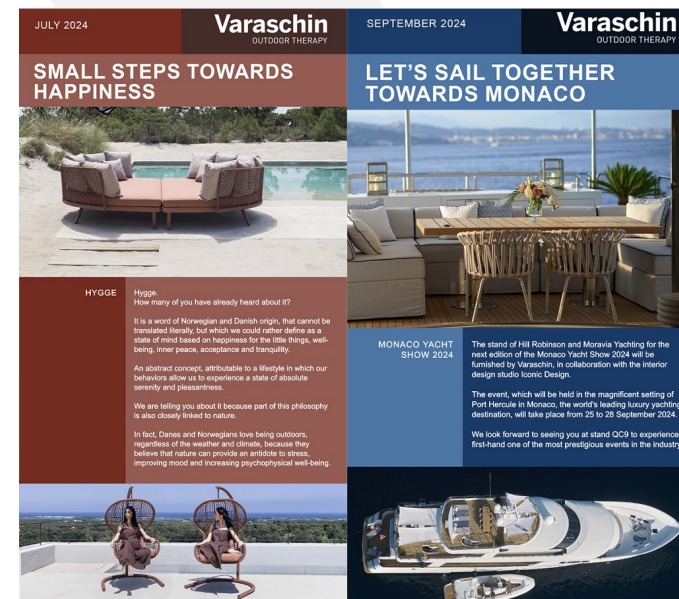 JULY 2024
Varaschin
OUTDOOR THERAPY
SMALL STEPS TOWARDS
HAPPINESS
HYGGE
Hygge.
How many of you have already heard about it?
It is a word of Norwegian and Danish origin, that cannot be
translated literally, but which we could rather define as a
state of mind based on happiness for the little things, well-
being, inner peace, acceptance and tranquility.
An abstract concept, attributable to a lifestyle in which our
behaviors allow us to experience a state of absolute
serenity and pleasantness.
We are telling you about it because part of this philosophy
is also closely linked to nature.
In fact, Danes and Norwegians love being outdoors,
regardless of the weather and climate, because they
believe that nature can provide an antidote to stress,
improving mood and increasing psychophysical well-being.
SEPTEMBER 2024
Varaschin
OUTDOOR THERAPY
LET'S SAIL TOGETHER
TOWARDS MONACO
MONACO YACHT
SHOW 2024
The stand of Hill Robinson and Moravia Yachting for the
next edition of the Monaco Yacht Show 2024 will be
furnished by Varaschin, in collaboration with the interior
design studio Iconic Design.
The event, which will be held in the magnificent setting of
Port Hercule in Monaco, the world's leading luxury yachting
destination, will take place from 25 to 28 September 2024.
We look forward to seeing you at stand QC9 to experience
first-hand one of the most prestigious events in the industry